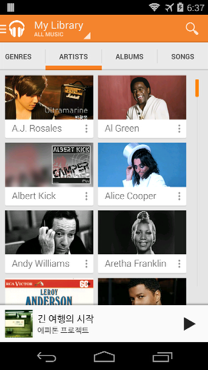 6:37
My Library
ALL MUSIC
GENRES
ARTISTS
ALBUMS
SONGS
Ultramarine
A.J. Rosales
Al Green
ALBERT KICK
CAMPER
Albert Kick
Alice Cooper
Andy Williams
Aretha Franklin
LEROY
ANDERSON
긴 여행의 시작
에피톤 프로젝트